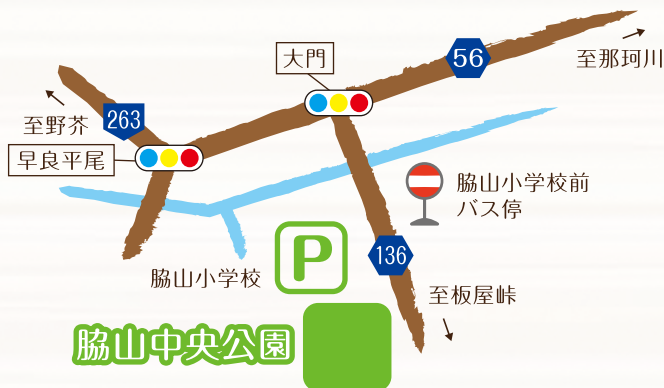 大門
56
至那珂川
至野芥
263
早良平尾
脇山小学校前
バス停
P
136
脇山小学校
至板屋峠
脇山中央公園